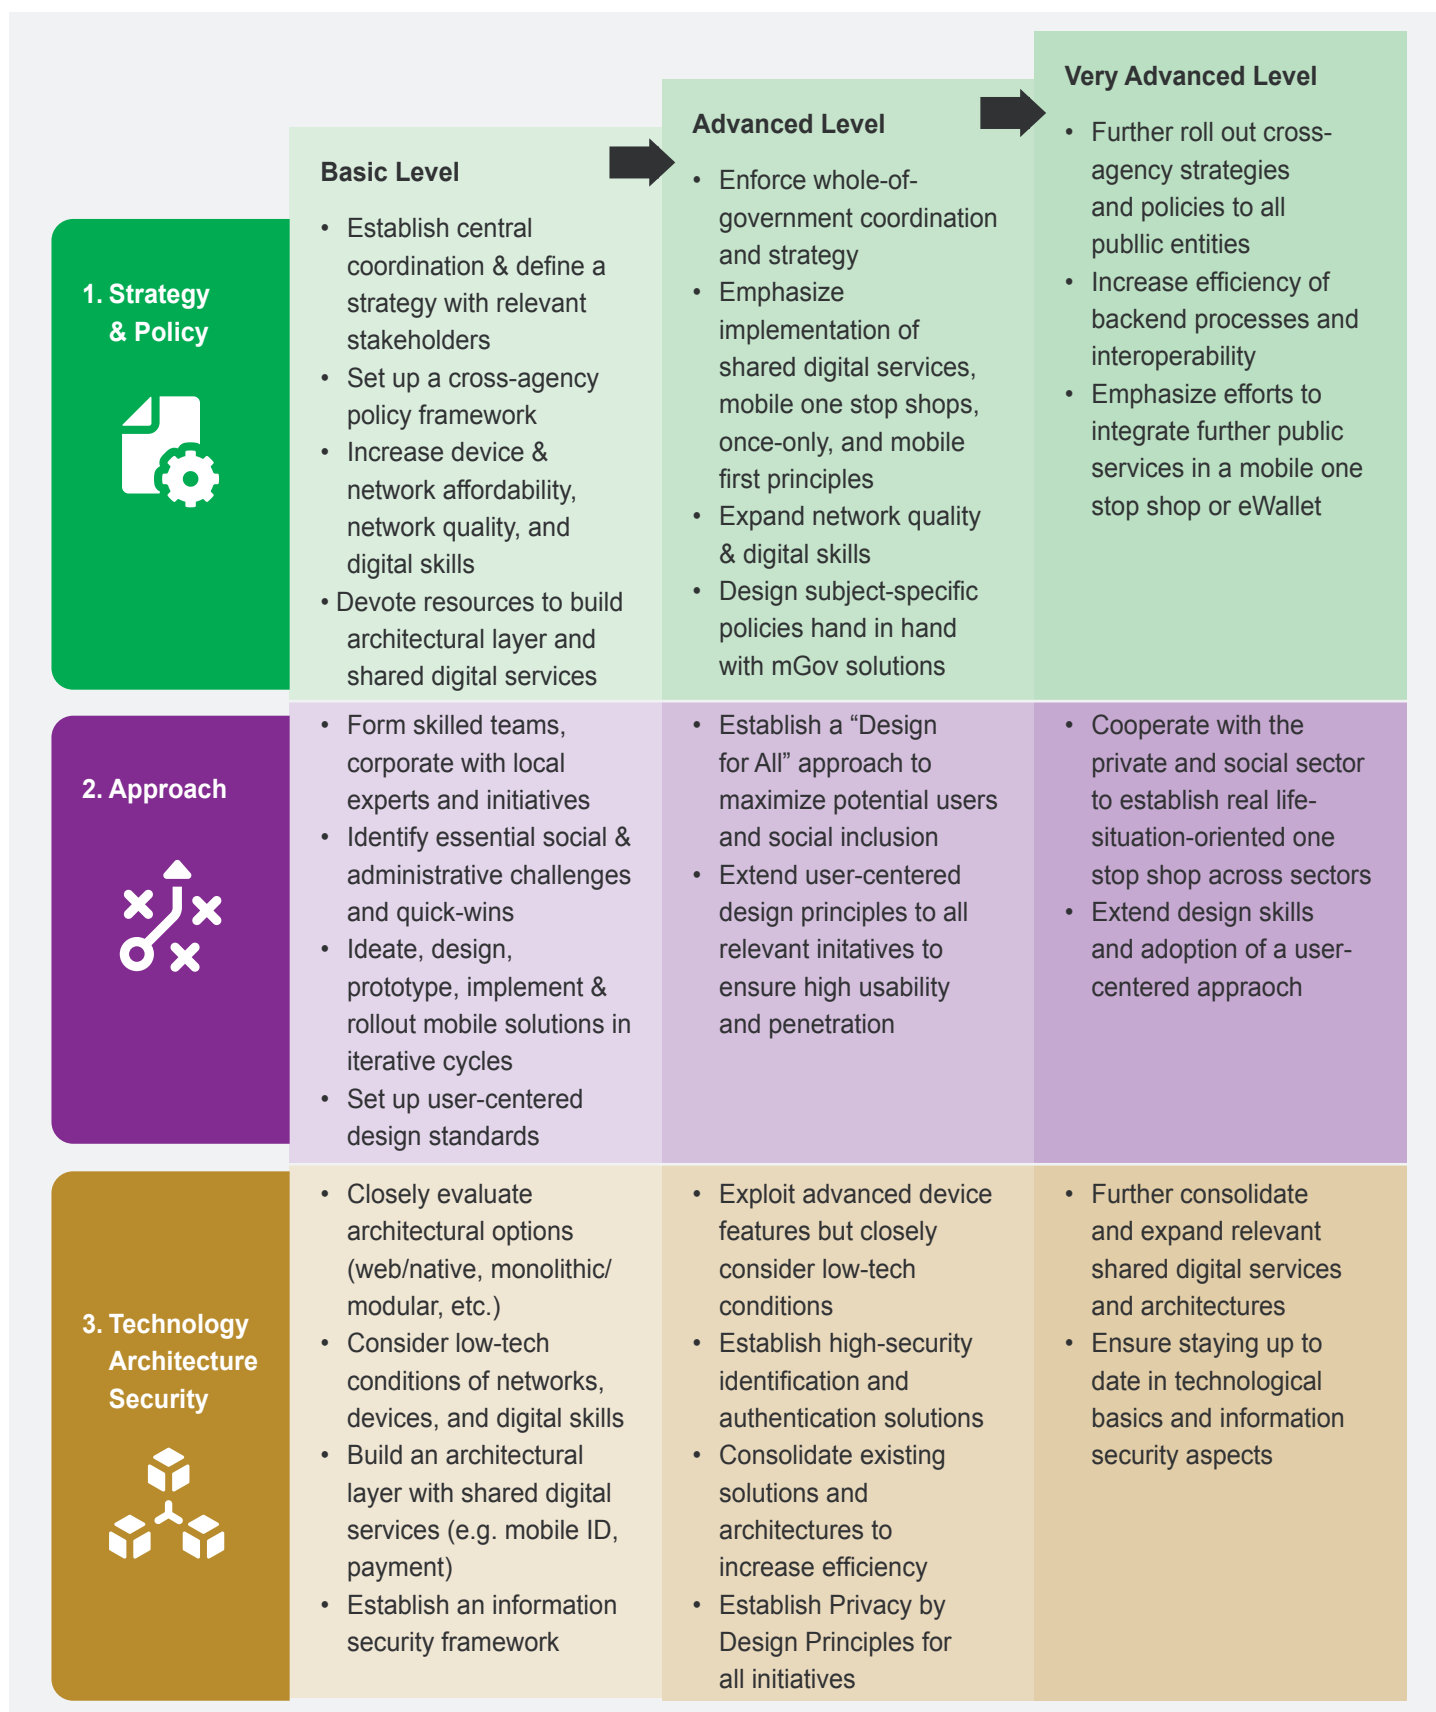 1. Strategy
& Policy
Basic Level
• Establish central
coordination & define a
strategy with relevant
stakeholders
• Set up a cross-agency
policy framework
• Increase device &
network affordability,
network quality, and
digital skills
• Devote resources to build
architectural layer and
shared digital services
Advanced Level
• Enforce whole-of-
government coordination
and strategy
• Emphasize
implementation of
shared digital services,
mobile one stop shops,
once-only, and mobile
first principles
• Expand network quality
& digital skills
• Design subject-specific
policies hand in hand
with mGov solutions
Very Advanced Level
• Further roll out cross-
agency strategies
and policies to all
publlic entities
• Increase efficiency of
backend processes and
interoperability
• Emphasize efforts to
integrate further public
services in a mobile one
stop shop or eWallet
2. Approach
• Form skilled teams,
corporate with local
experts and initiatives
• Identify essential social &
administrative challenges
and quick-wins
• Ideate, design,
prototype, implement &
rollout mobile solutions in
iterative cycles
• Set up user-centered
design standards
• Establish a “Design
for All” approach to
maximize potential users
and social inclusion
• Extend user-centered
design principles to all
relevant initatives to
ensure high usability
and penetration
• Cooperate with the
private and social sector
to establish real life-
situation-oriented one
stop shop across sectors
• Extend design skills
and adoption of a user-
centered appraoch
3. Technology
Architecture
Security
• Closely evaluate
architectural options
(web/native, monolithic/
modular, etc.)
• Consider low-tech
conditions of networks,
devices, and digital skills
• Build an architectural
layer with shared digital
services (e.g. mobile ID,
payment)
• Establish an information
security framework
• Exploit advanced device
features but closely
consider low-tech
conditions
• Establish high-security
identification and
authentication solutions
• Consolidate existing
solutions and
architectures to
increase efficiency
• Establish Privacy by
Design Principles for
all initiatives
• Further consolidate
and expand relevant
shared digital services
and architectures
• Ensure staying up to
date in technological
basics and information
security aspects